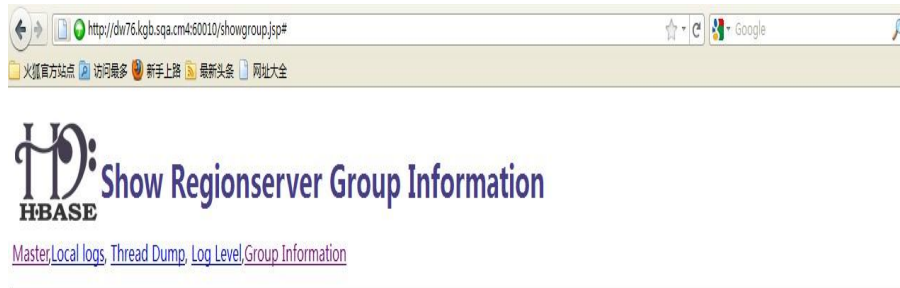 http://dw76.kgb.sqa.cm4:60010/showgroup.jsp#
Google
火狐官方站点 访问最多 新手上路 最新头条 网址大全
H·BASE
Show Regionserver Group Information
Master,Local logs, Thread Dump, Log Level,Group Information